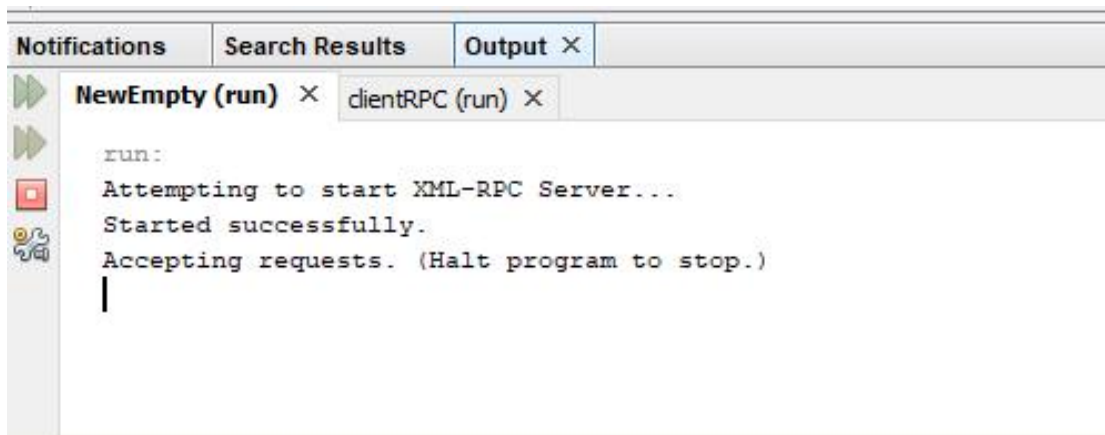 Notifications Search Results Output
NewEmpty (run) clientRPC (run)
run:
Attempting to start XML-RPC Server...
Started successfully.
Accepting requests. (Halt program to stop.)